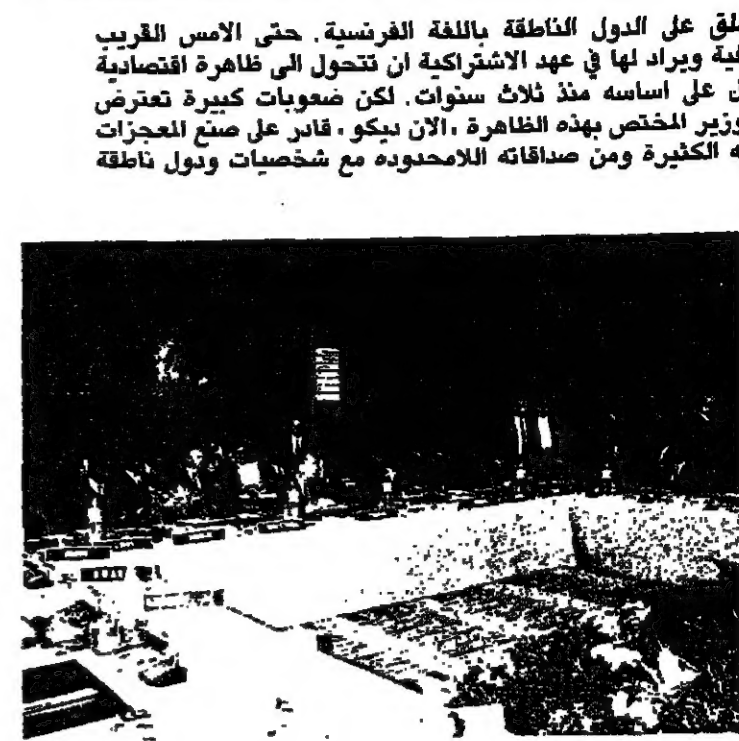 لق على الدول الناطقة باللغة الفرنسية. حتى الامس القريب
فية ويراد لها في عهد الاشتراكية ان تتحول الى ظاهرة اقتصادية
ل على اساسه منذ ثلاث سنوات. لكن صعوبات كبيرة تعترض
وزير المختص بهذه الظاهرة ،الان ديكو، قادر على صنع المعجزات
ه الكثيرة ومن صداقاته اللامحدوده مع شخصيات ودول ناطقة